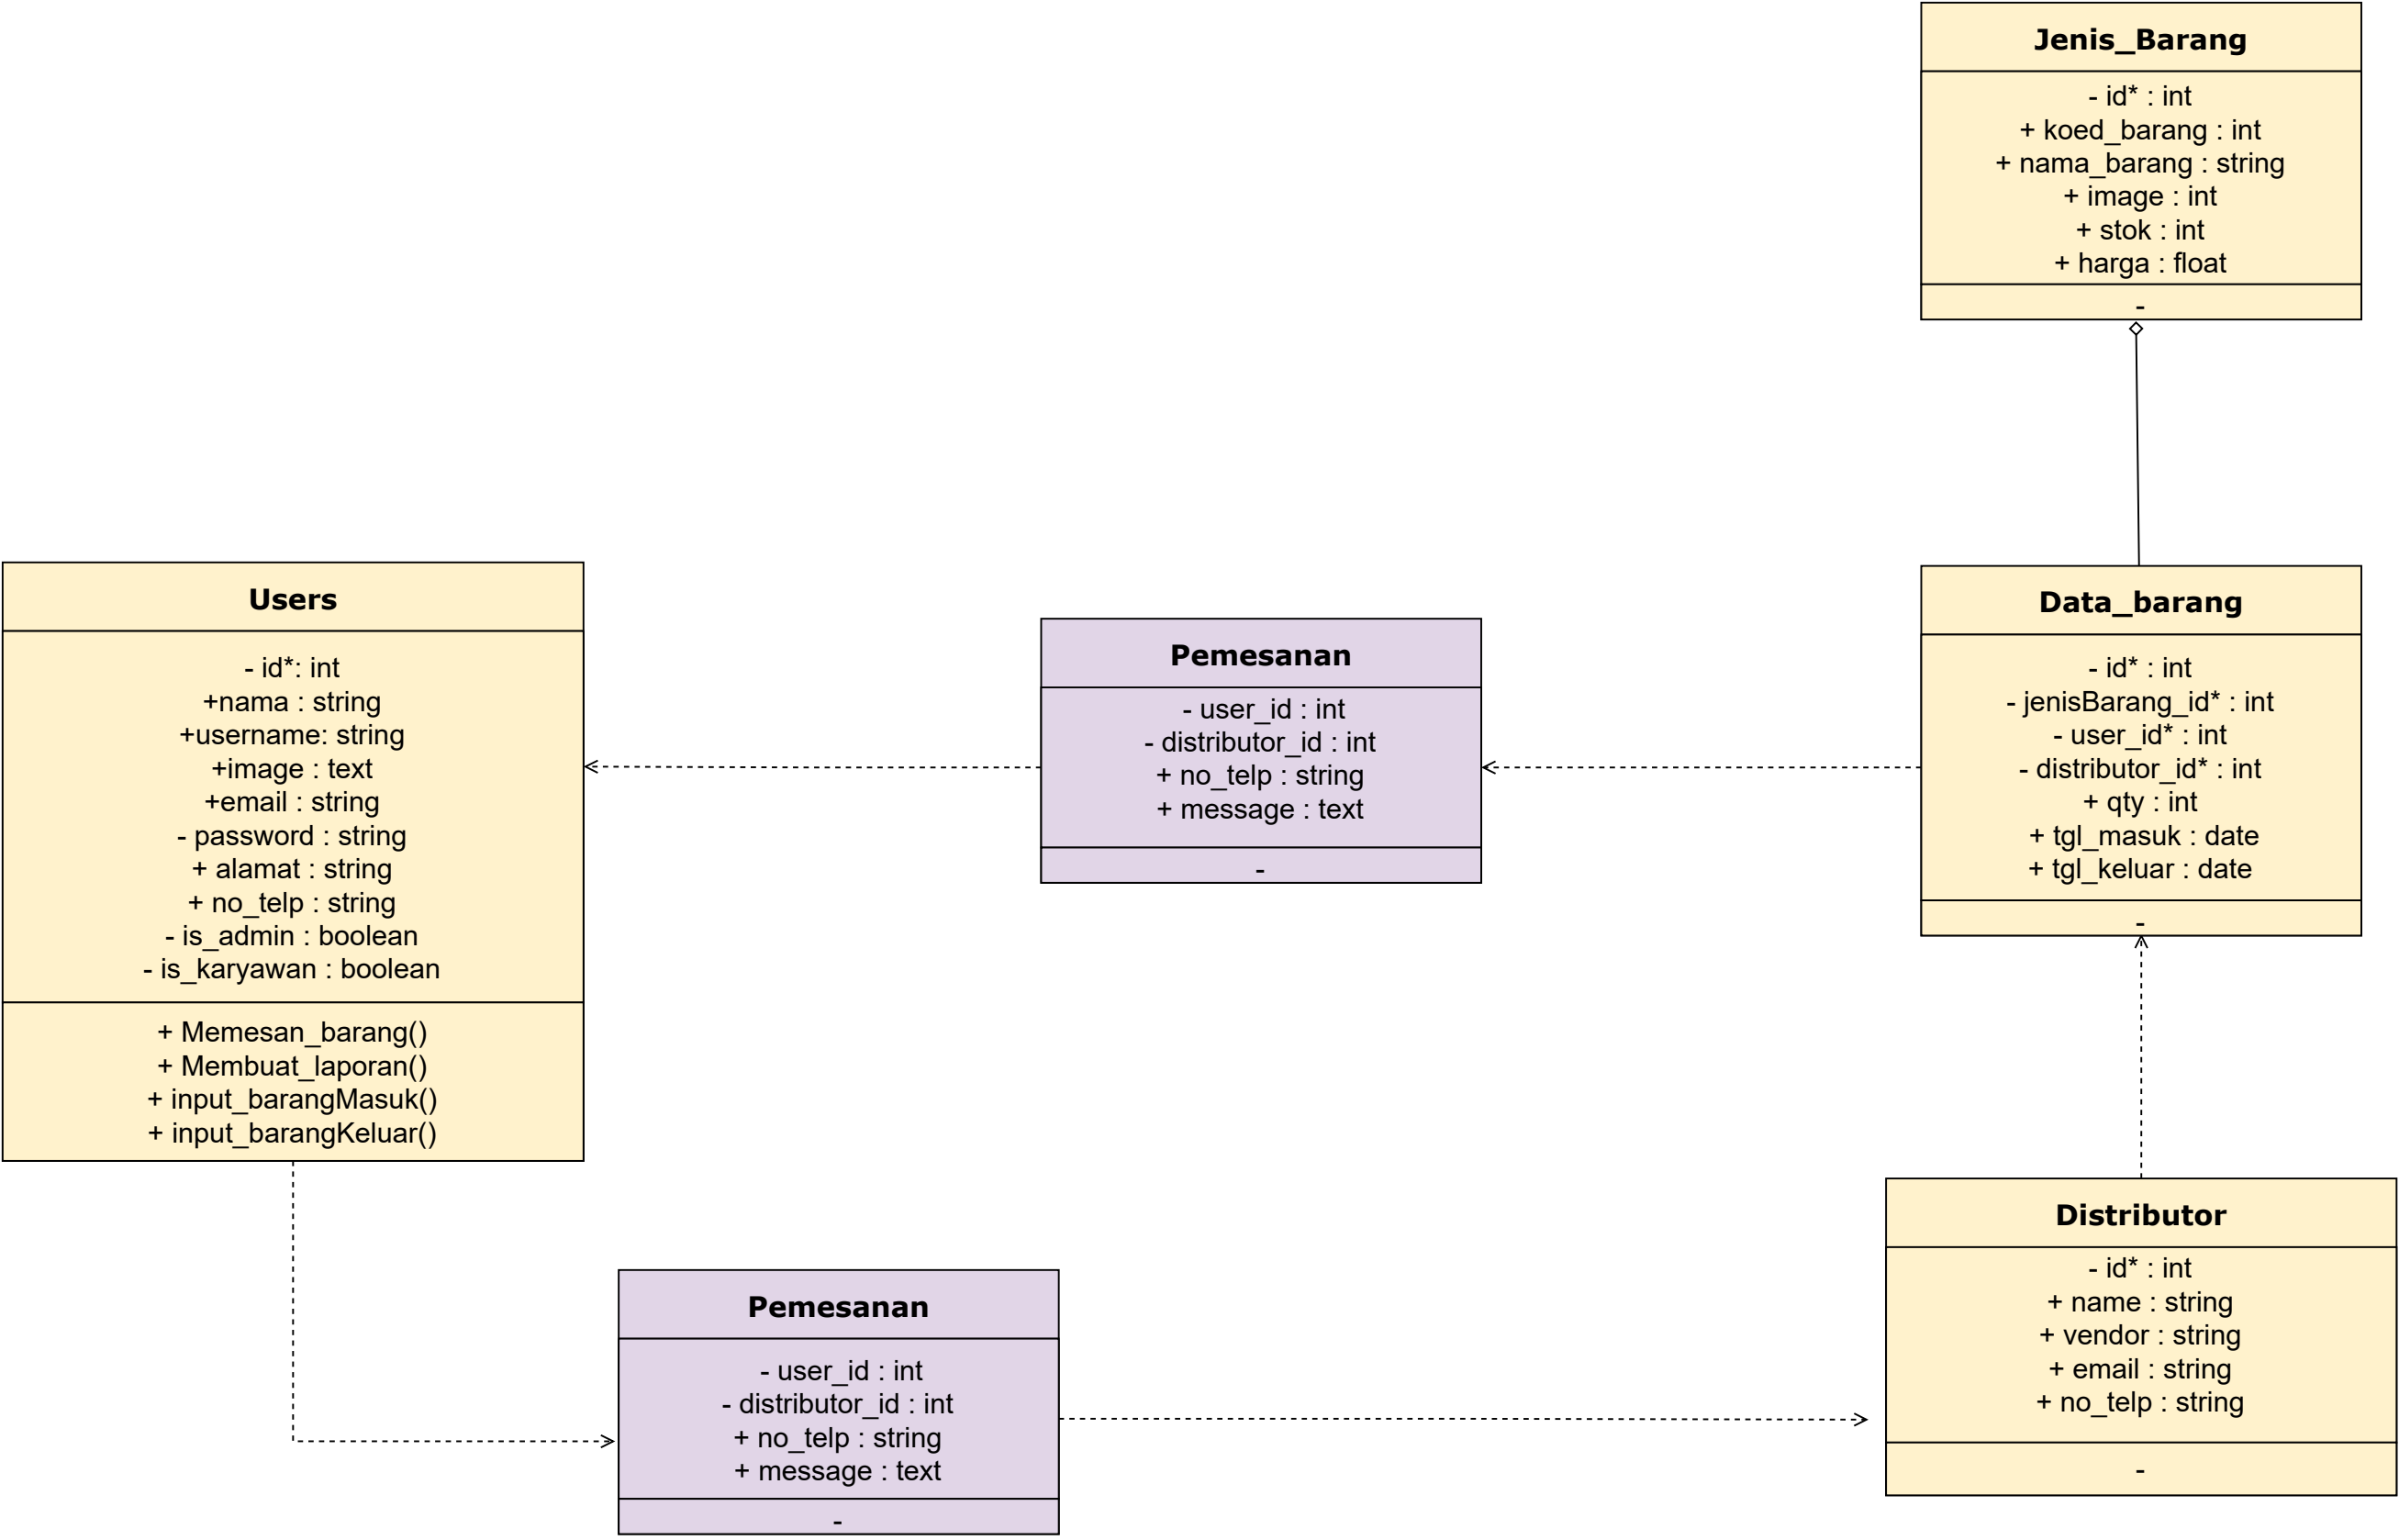 Jenis_Barang
- id* : int
+ koed_barang : int
+ nama_barang : string
+ image : int
+ stok : int
+ harga : float
-
Users
- id*: int
+nama : string
+username: string
+image : text
+email : string
- password : string
+ alamat : string
+ no_telp : string
- is_admin : boolean
- is_karyawan : boolean
+ Memesan_barang()
+ Membuat_laporan()
+ input_barangMasuk()
+ input_barangKeluar()
Pemesanan
- user_id : int
- distributor_id : int
+ no_telp : string
+ message : text
-
Data_barang
- id* : int
- jenisBarang_id* : int
- user_id* : int
- distributor_id* : int
+ qty : int
+ tgl_masuk : date
+ tgl_keluar : date
-
Pemesanan
- user_id : int
- distributor_id : int
+ no_telp : string
+ message : text
-
Distributor
- id* : int
+ name : string
+ vendor : string
+ email : string
+ no_telp : string
-